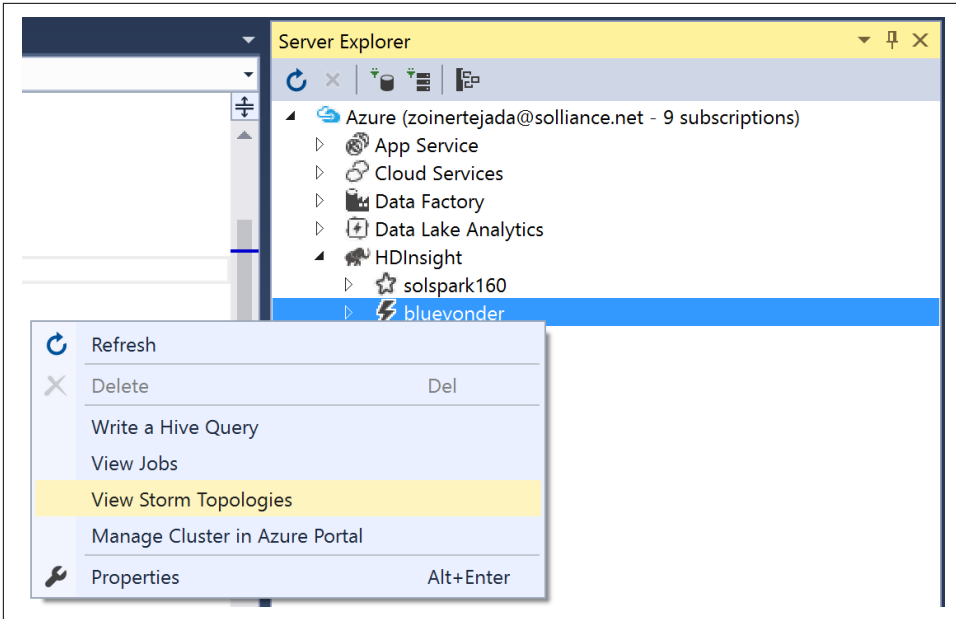 Server Explorer
Azure (zoinertejada@solliance.net - 9 subscriptions)
App Service
Cloud Services
Data Factory
Data Lake Analytics
HDInsight
solspark160
blueyonder
Refresh
Delete Del
Write a Hive Query
View Jobs
View Storm Topologies
Manage Cluster in Azure Portal
Properties Alt+Enter